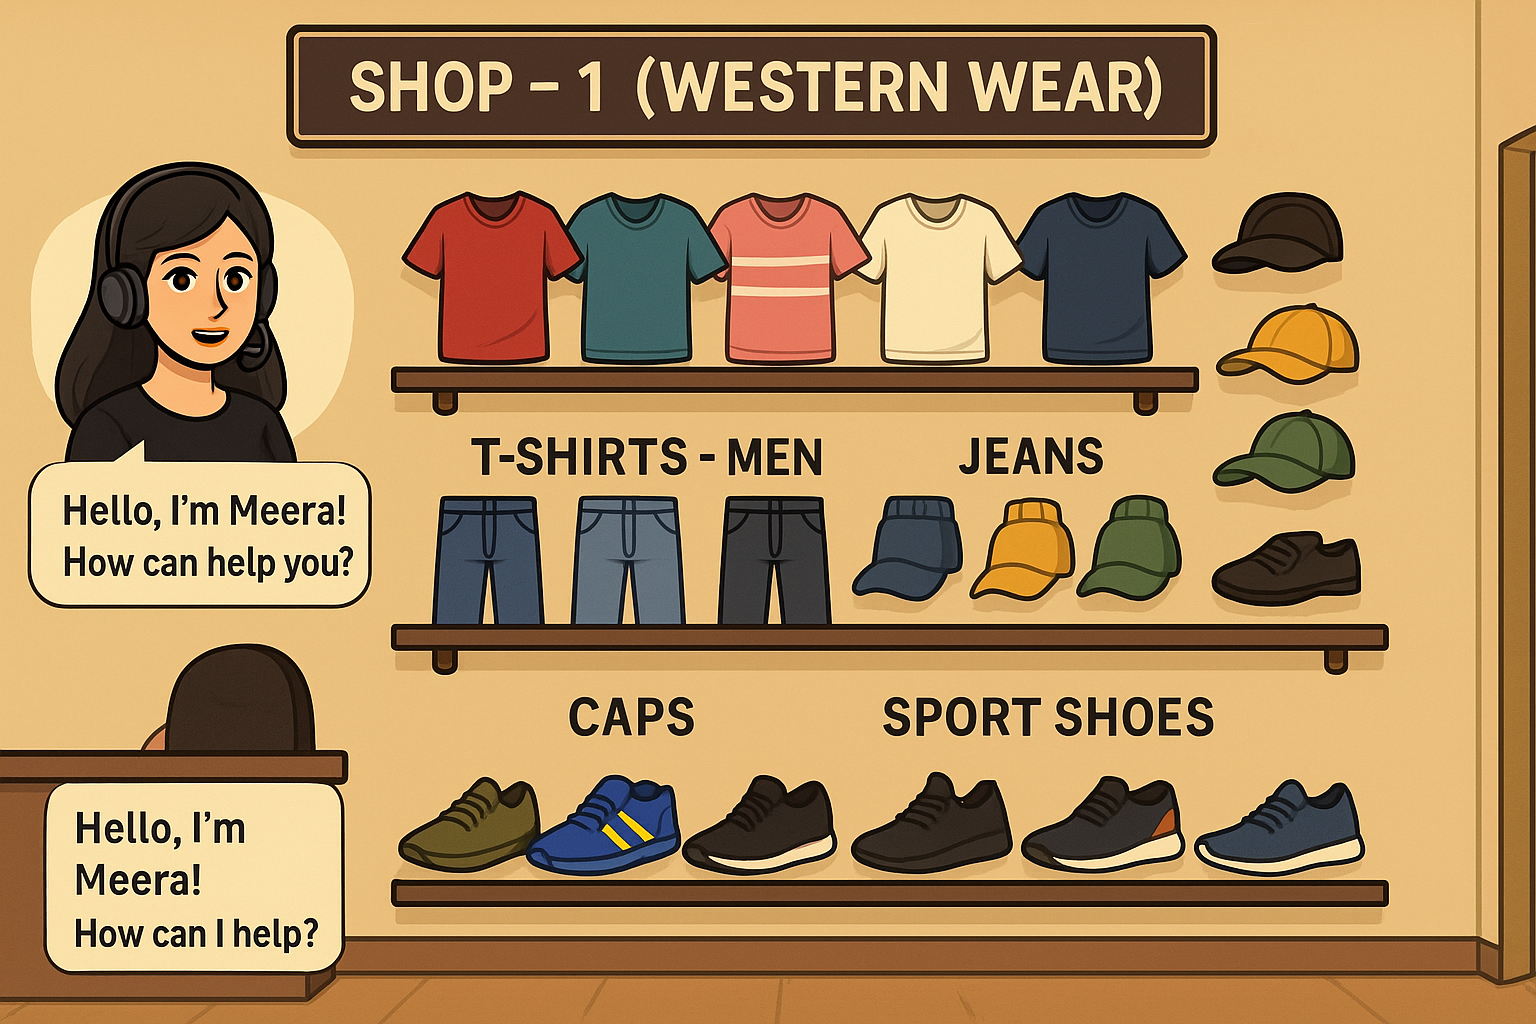 SHOP – 1 (WESTERN WEAR)
T-SHIRTS - MEN
JEANS
Hello, I'm Meera!
How can help you?
CAPS
SPORT SHOES
Hello, I'm
Meera!
How can I help?